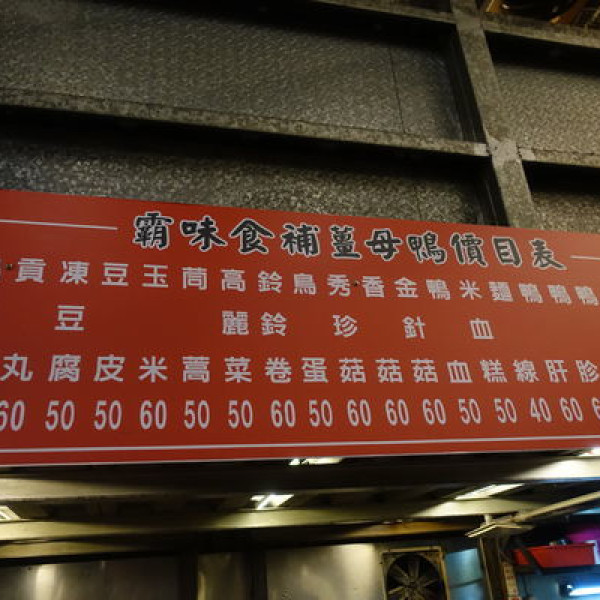 霸味食補薑母鴨價目表
貢丸 60
凍豆腐 50
豆皮 50
玉米 60
茼蒿 50
高麗菜 50
鈴鈴卷 60
鳥蛋 50
秀珍菇 60
香菇 60
金針菇 60
鴨血 50
米血糕 50
麵線 40
鴨肝 60
鴨胗
鴨